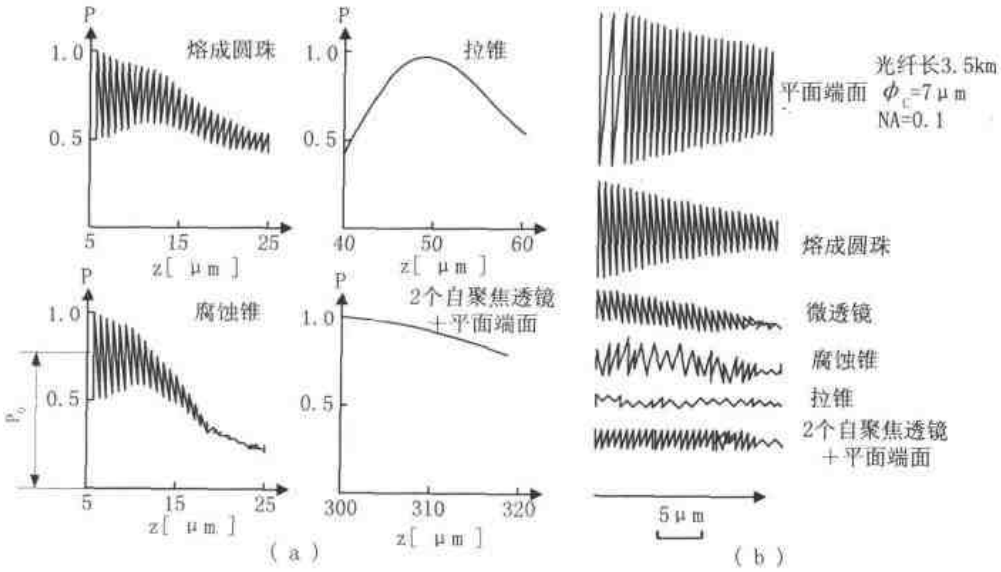 P
熔成圆珠
1.0
0.5
5
15
25
z[ μm ]
拉锥
1.0
0.5
40
50
60
z[ μm ]
P
腐蚀锥
1.0
0.5
P₀
5
15
25
z[ μm ]
P
2个自聚焦透镜
+平面端面
1.0
0.5
300
310
320
z[ μm ]
(a)
平面端面
光纤长3.5km
ϕc=7μm
NA=0.1
熔成圆珠
微透镜
腐蚀锥
拉锥
2个自聚焦透镜
+平面端面
5μm
(b)